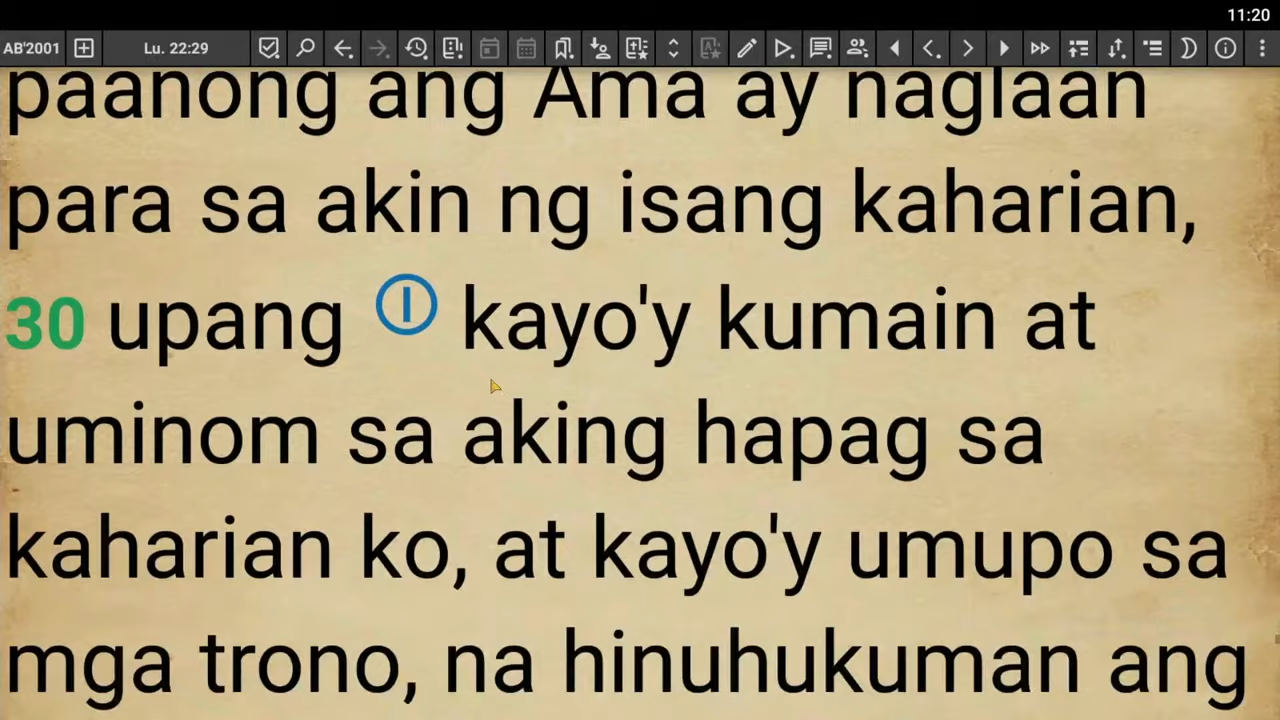 11:20
AB'2001 Lu. 22:29
paanong ang Ama ay naglaan
para sa akin ng isang kaharian,
30 upang kayo'y kumain at
uminom sa aking hapag sa
kaharian ko, at kayo'y umupo sa
mga trono, na hinuhukuman ang